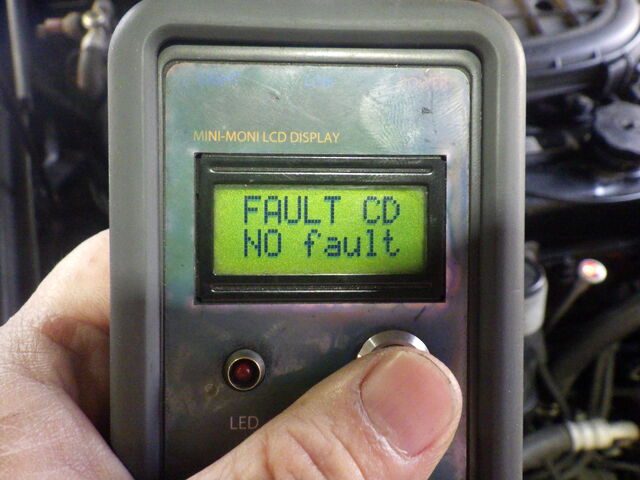 MINI-MONI LCD DISPLAY
FAULT CD
NO fault
LED